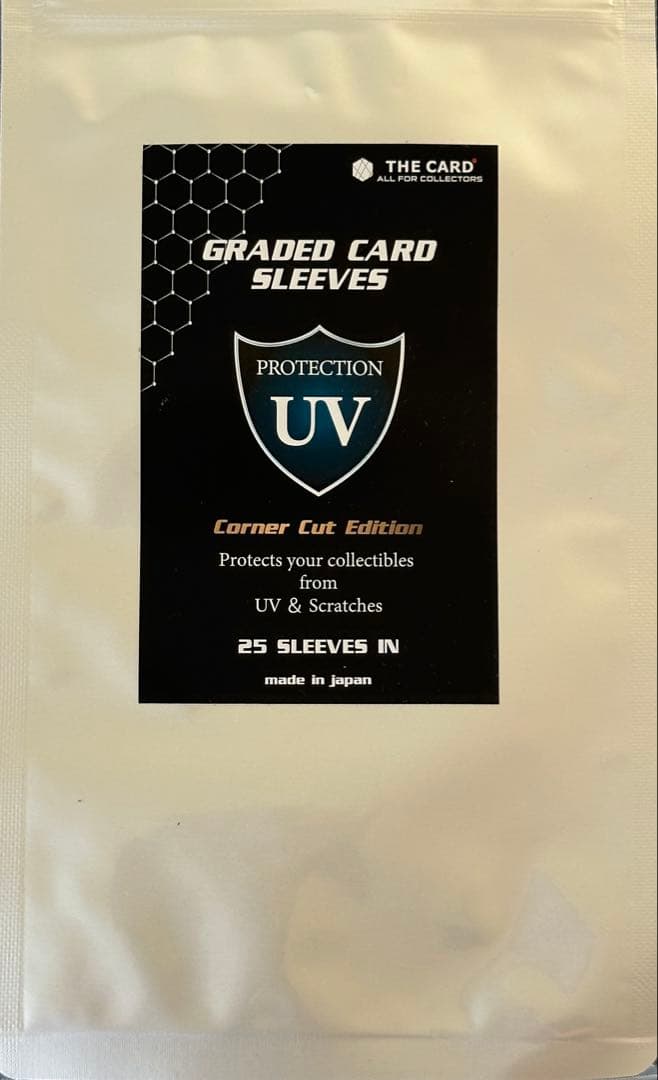 THE CARD
ALL FOR COLLECTORS
GRADED CARD
SLEEVES
PROTECTION
UV
Corner Cut Edition
Protects your collectibles
from
UV & Scratches
25 SLEEVES IN
made in japan